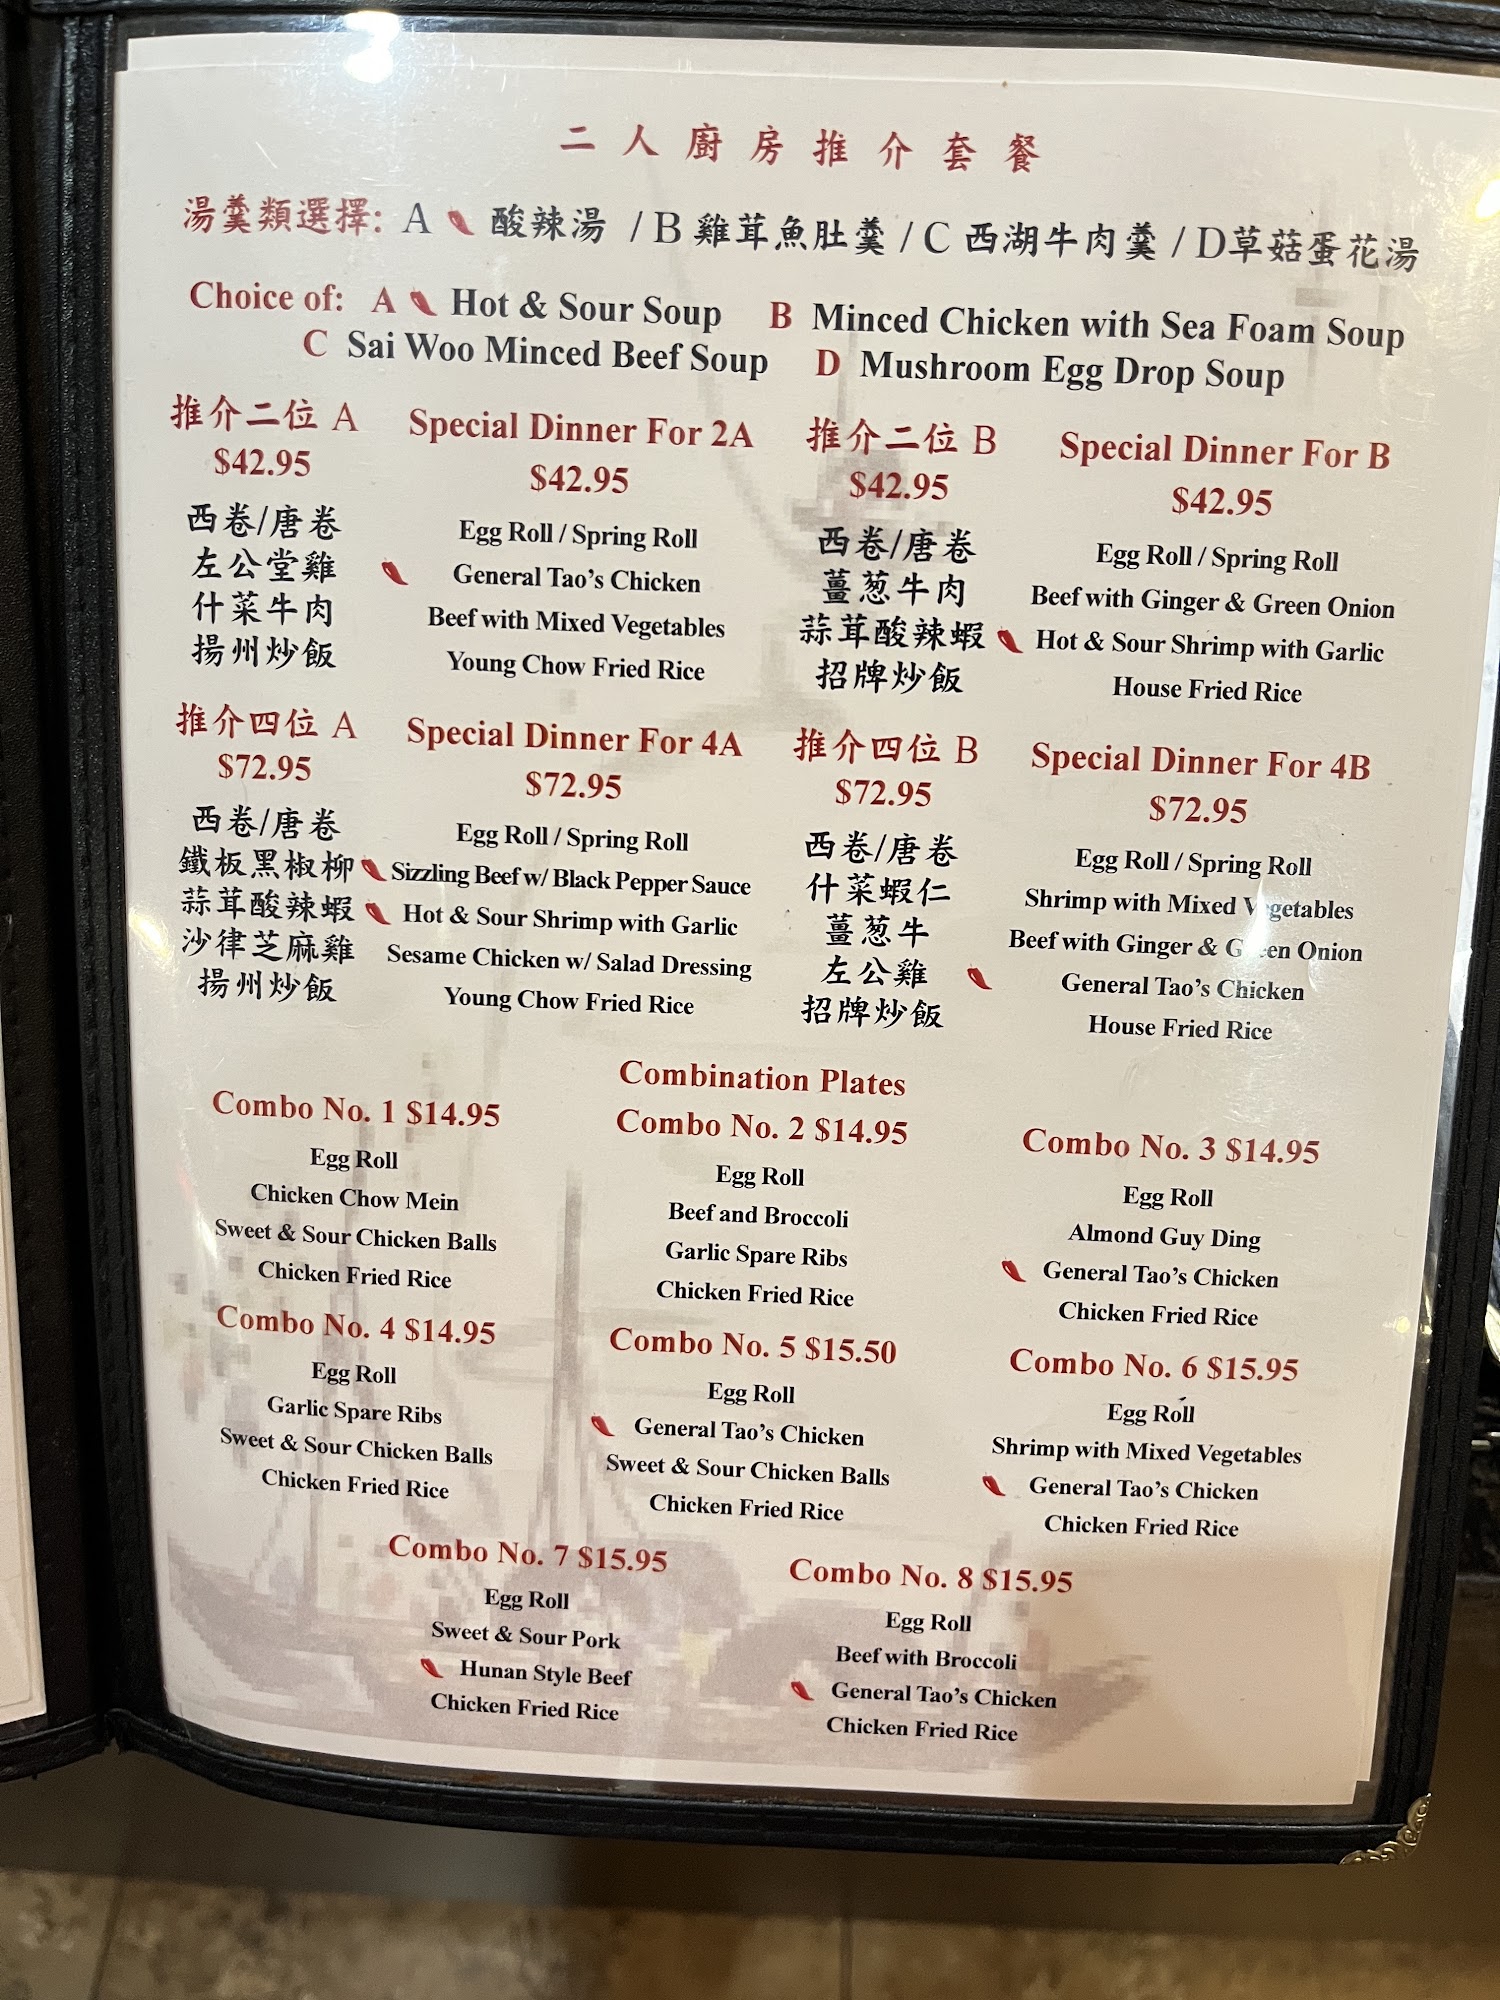 二人廚房推介套餐
湯羹類選擇: A 酸辣湯 / B 雞茸魚肚羹 / C 西湖牛肉羹 / D草菇蛋花湯
Choice of: A Hot & Sour Soup B Minced Chicken with Sea Foam Soup
C Sai Woo Minced Beef Soup D Mushroom Egg Drop Soup
推介二位 A
$42.95
西卷/唐卷
左公堂雞
什菜牛肉
揚州炒飯
Special Dinner For 2A
$42.95
Egg Roll / Spring Roll
General Tao's Chicken
Beef with Mixed Vegetables
Young Chow Fried Rice
推介二位 B
$42.95
西卷/唐卷
薑葱牛肉
蒜茸酸辣蝦
招牌炒飯
Special Dinner For B
$42.95
Egg Roll / Spring Roll
Beef with Ginger & Green Onion
Hot & Sour Shrimp with Garlic
House Fried Rice
推介四位 A
$72.95
西卷/唐卷
鐵板黑椒柳
蒜茸酸辣蝦
沙律芝麻雞
揚州炒飯
Special Dinner For 4A
$72.95
Egg Roll / Spring Roll
Sizzling Beef w/ Black Pepper Sauce
Hot & Sour Shrimp with Garlic
Sesame Chicken w/ Salad Dressing
Young Chow Fried Rice
推介四位 B
$72.95
西卷/唐卷
什菜蝦仁
薑葱牛
左公雞
招牌炒飯
Special Dinner For 4B
$72.95
Egg Roll / Spring Roll
Shrimp with Mixed Vegetables
Beef with Ginger & Green Onion
General Tao's Chicken
House Fried Rice
Combination Plates
Combo No. 1 $14.95
Egg Roll
Chicken Chow Mein
Sweet & Sour Chicken Balls
Chicken Fried Rice
Combo No. 2 $14.95
Egg Roll
Beef and Broccoli
Garlic Spare Ribs
Chicken Fried Rice
Combo No. 3 $14.95
Egg Roll
Almond Guy Ding
General Tao's Chicken
Chicken Fried Rice
Combo No. 4 $14.95
Egg Roll
Garlic Spare Ribs
Sweet & Sour Chicken Balls
Chicken Fried Rice
Combo No. 5 $15.50
Egg Roll
General Tao's Chicken
Sweet & Sour Chicken Balls
Chicken Fried Rice
Combo No. 6 $15.95
Egg Roll
Shrimp with Mixed Vegetables
General Tao's Chicken
Chicken Fried Rice
Combo No. 7 $15.95
Egg Roll
Sweet & Sour Pork
Hunan Style Beef
Chicken Fried Rice
Combo No. 8 $15.95
Egg Roll
Beef with Broccoli
General Tao's Chicken
Chicken Fried Rice